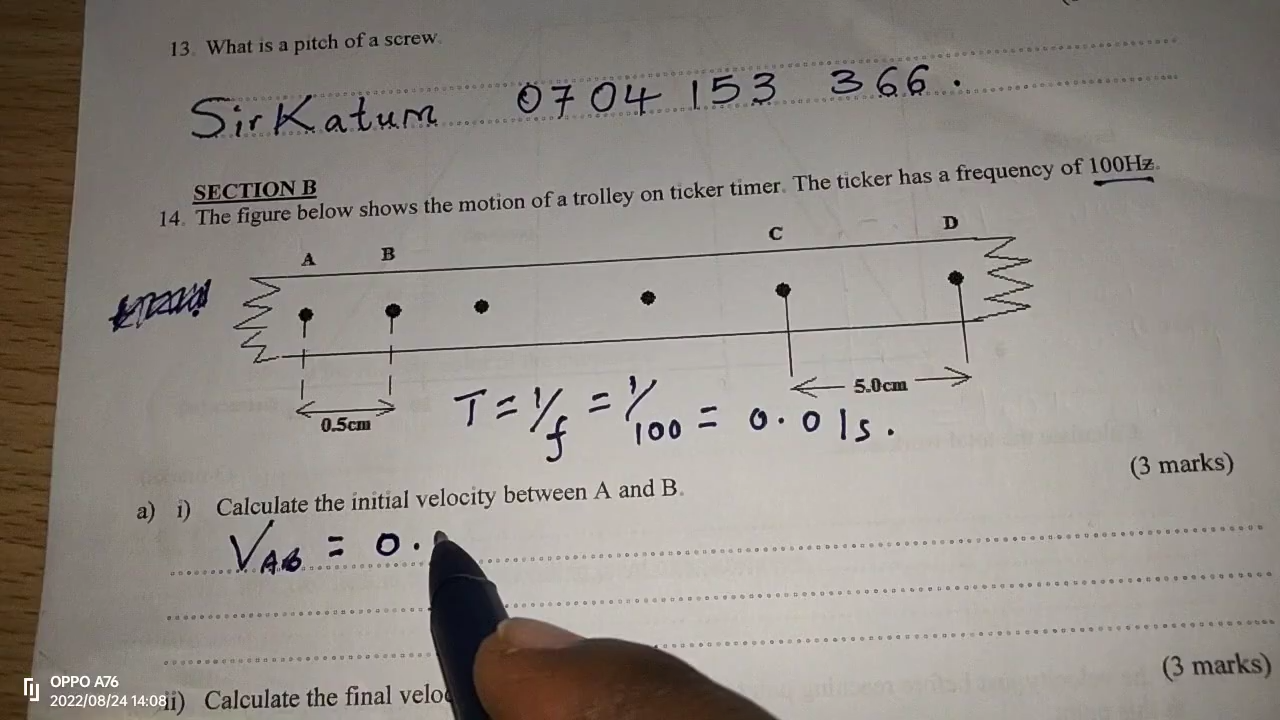 13. What is a pitch of a screw.
Sir Katum 0704 153 366.
SECTION B
14. The figure below shows the motion of a trolley on ticker timer. The ticker has a frequency of 100Hz.
A B C D
0.5cm
5.0cm
T = 1/f = 1/100 = 0.01s.
(3 marks)
a) i) Calculate the initial velocity between A and B.
VAB = 0.
(3 marks)
ii) Calculate the final
OPPO A76
2022/08/24 14:08